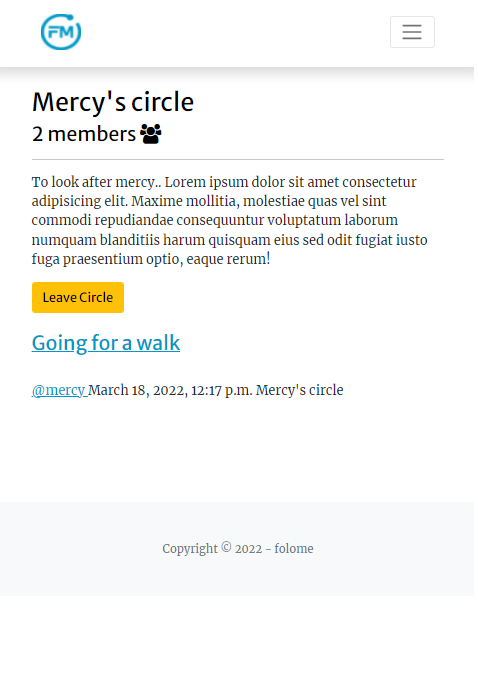 FM
Mercy's circle
2 members
To look after mercy.. Lorem ipsum dolor sit amet consectetur
adipisicing elit. Maxime mollitia, molestiae quas vel sint
commodi repudiandae consequuntur voluptatum laborum
numquam blanditiis harum quisquam eius sed odit fugiat iusto
fuga praesentium optio, eaque rerum!
Leave Circle
Going for a walk
@mercy March 18, 2022, 12:17 p.m. Mercy's circle
Copyright © 2022 - folome